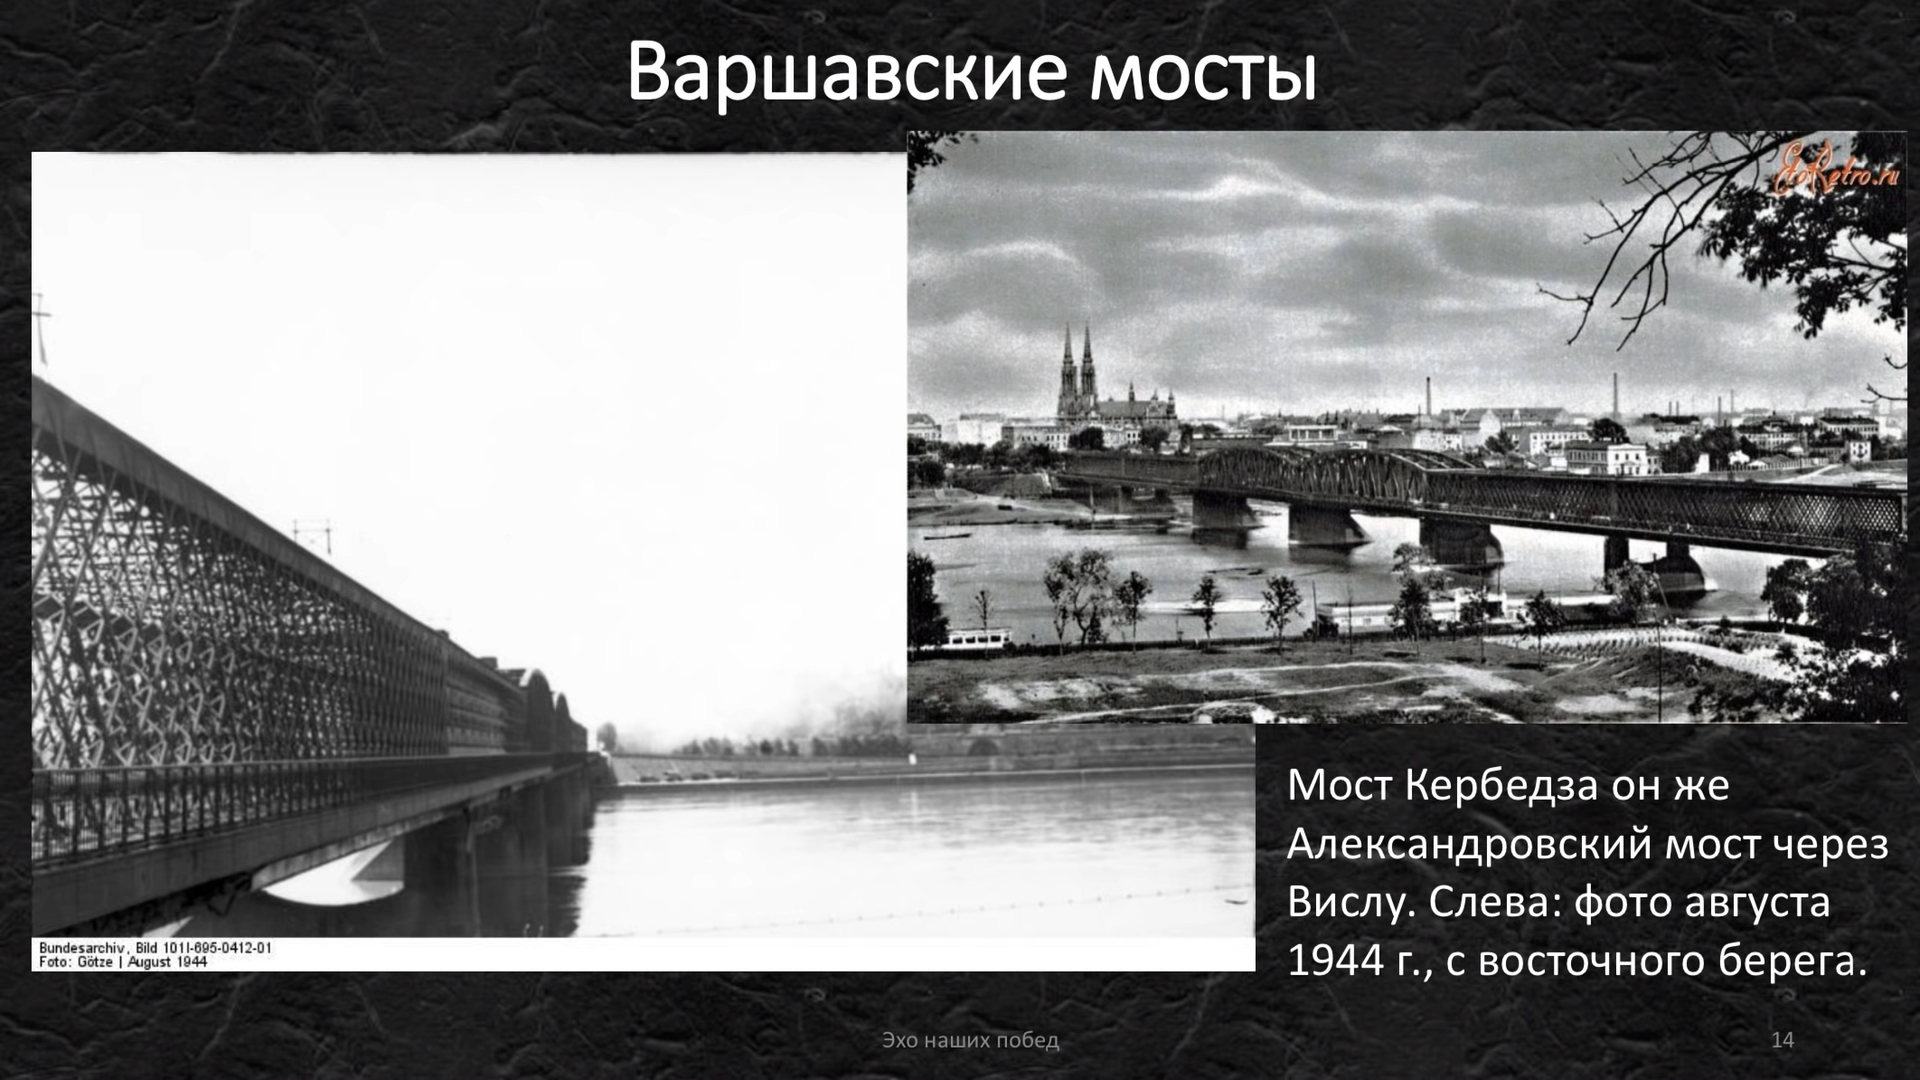 Варшавские мосты
EtoRetro.ru
Bundesarchiv, Bild 101I-695-0412-01
Foto: Götze | August 1944
Мост Кербедза он же
Александровский мост через
Вислу. Слева: фото августа
1944 г., с восточного берега.
Эхо наших побед
14